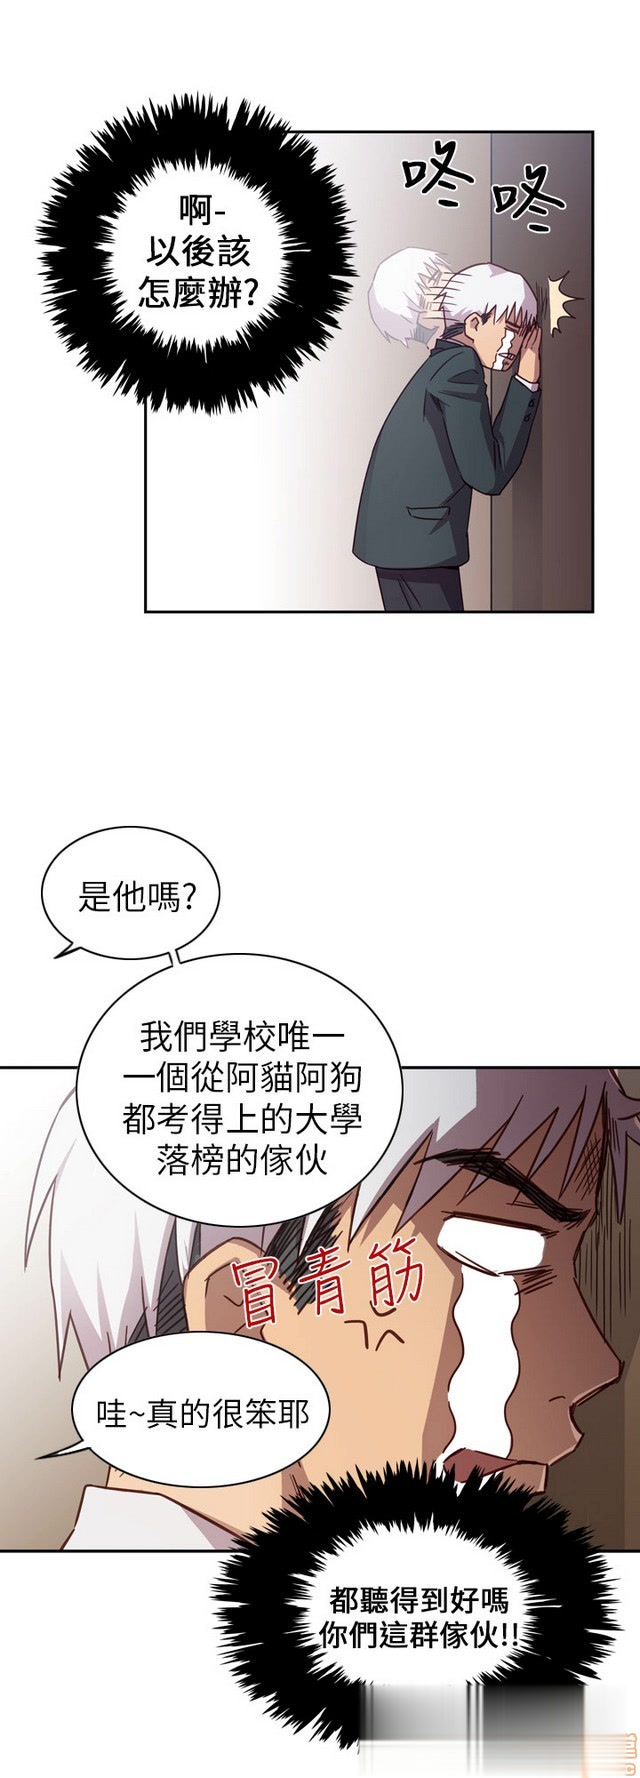 啊-
以後該
怎麼辦?
咚 咚
是他嗎?
我們學校唯一
一個從阿貓阿狗
都考得上的大學
落榜的傢伙
冒青筋
哇~真的很笨耶
都聽得到好嗎
你們這群傢伙!!